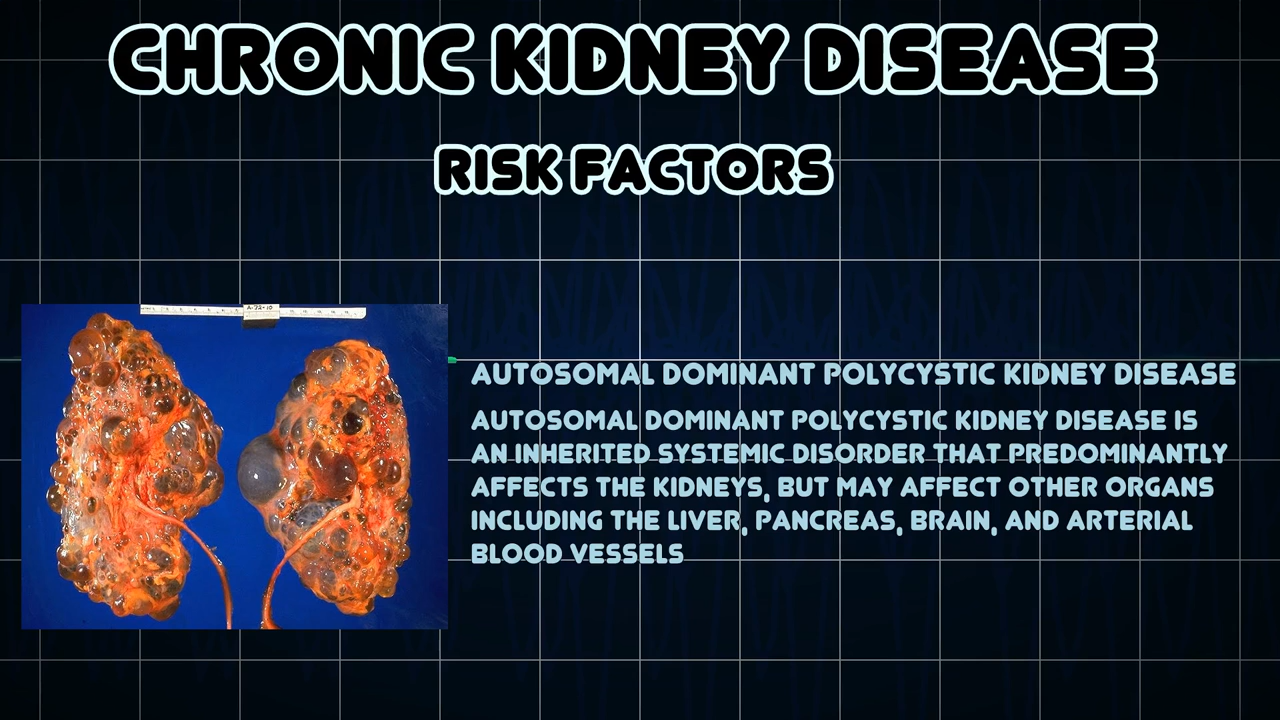 CHRONIC KIDNEY DISEASE
RISK FACTORS
A-72-10
AUTOSOMAL DOMINANT POLYCYSTIC KIDNEY DISEASE
AUTOSOMAL DOMINANT POLYCYSTIC KIDNEY DISEASE IS
AN INHERITED SYSTEMIC DISORDER THAT PREDOMINANTLY
AFFECTS THE KIDNEYS, BUT MAY AFFECT OTHER ORGANS
INCLUDING THE LIVER, PANCREAS, BRAIN, AND ARTERIAL
BLOOD VESSELS